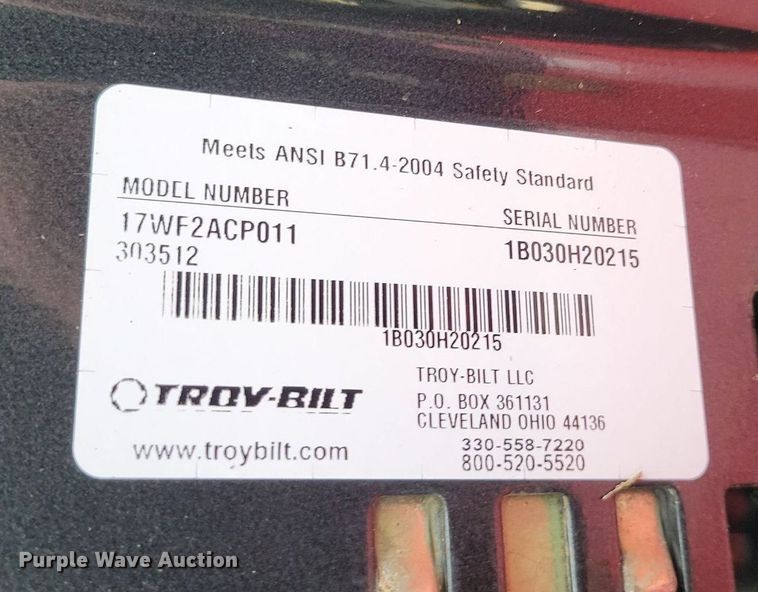 Meets ANSI B71.4-2004 Safety Standard
MODEL NUMBER SERIAL NUMBER
17WF2ACP011 1B030H20215
303512
1B030H20215
TROY-BILT
www.troybilt.com
TROY-BILT LLC
P.O. BOX 361131
CLEVELAND OHIO 44136
330-558-7220
800-520-5520
Purple Wave Auction